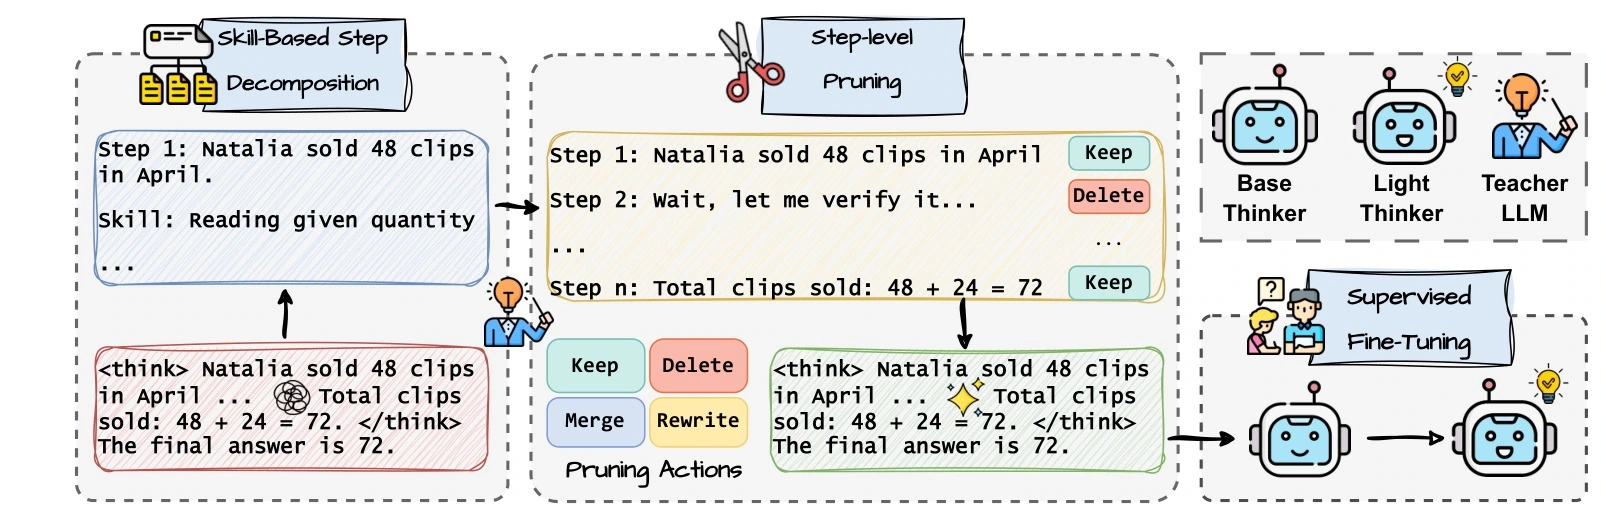 Skill-Based Step
Decomposition
Step 1: Natalia sold 48 clips
in April.
Skill: Reading given quantity
...
<think> Natalia sold 48 clips
in April ... Total clips
sold: 48 + 24 = 72. </think>
The final answer is 72.
Step-level
Pruning
Step 1: Natalia sold 48 clips in April
Keep
Step 2: Wait, let me verify it...
Delete
...
...
Step n: Total clips sold: 48 + 24 = 72
Keep
Keep
Delete
Merge
Rewrite
Pruning Actions
<think> Natalia sold 48 clips
in April ... Total clips
sold: 48 + 24 = 72. </think>
The final answer is 72.
Base
Thinker
Light
Thinker
Teacher
LLM
?
Supervised
Fine-Tuning